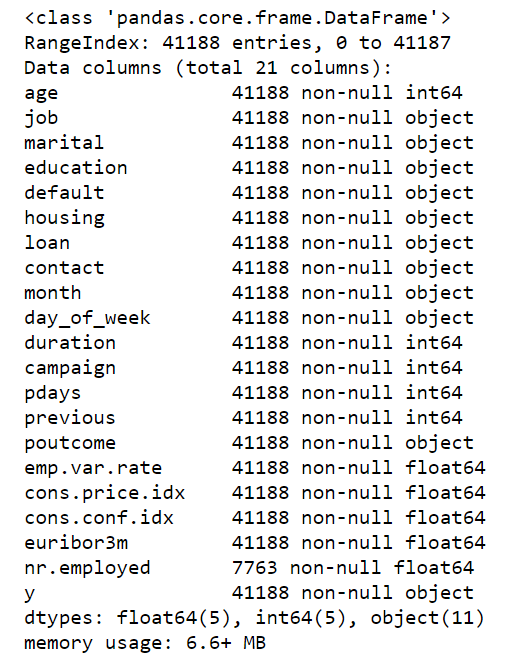 <class 'pandas.core.frame.DataFrame'>
RangeIndex: 41188 entries, 0 to 41187
Data columns (total 21 columns):
age               41188 non-null int64
job               41188 non-null object
marital           41188 non-null object
education         41188 non-null object
default           41188 non-null object
housing           41188 non-null object
loan              41188 non-null object
contact           41188 non-null object
month             41188 non-null object
day_of_week       41188 non-null object
duration          41188 non-null int64
campaign          41188 non-null int64
pdays             41188 non-null int64
previous          41188 non-null int64
poutcome          41188 non-null object
emp.var.rate      41188 non-null float64
cons.price.idx    41188 non-null float64
cons.conf.idx     41188 non-null float64
euribor3m         41188 non-null float64
nr.employed       7763 non-null float64
y                 41188 non-null object
dtypes: float64(5), int64(5), object(11)
memory usage: 6.6+ MB